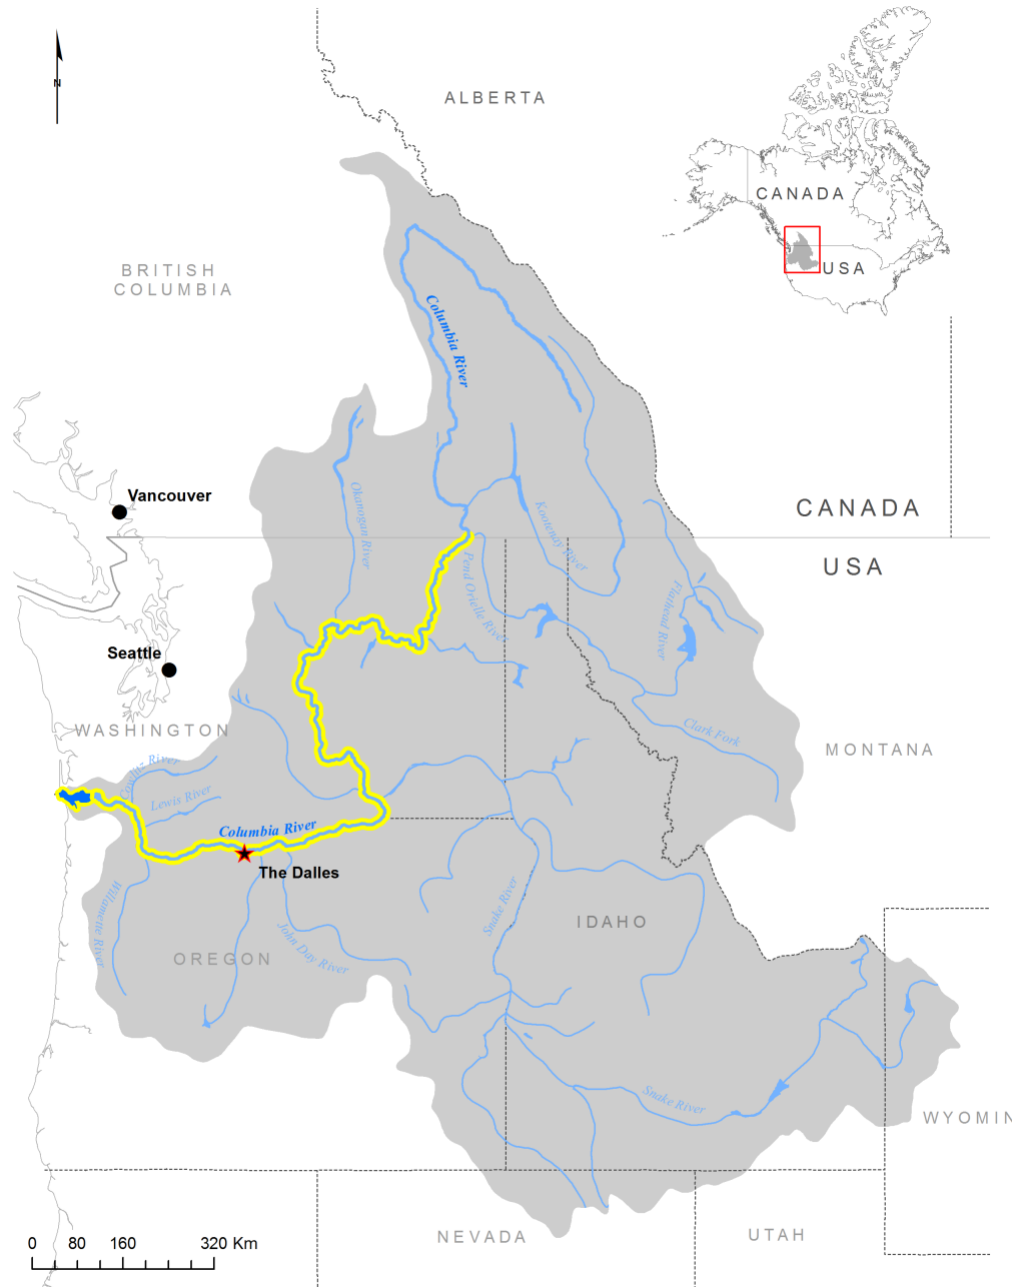 N
ALBERTA
CANADA
USA
BRITISH
COLUMBIA
Columbia River
Vancouver
Okanogan River
Kootenay River
CANADA
USA
Pend Orielle River
Flathead River
Seattle
WASHINGTON
Clark Fork
MONTANA
Cowlitz River
Lewis River
Columbia River
The Dalles
Willamette River
OREGON
John Day River
Snake River
IDAHO
Snake River
WYOMIN
NEVADA
UTAH
0 80 160 320 Km